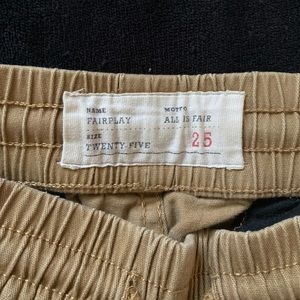 NAME MOTTO
FAIRPLAY ALL IS FAIR
SIZE
TWENTY-FIVE 25